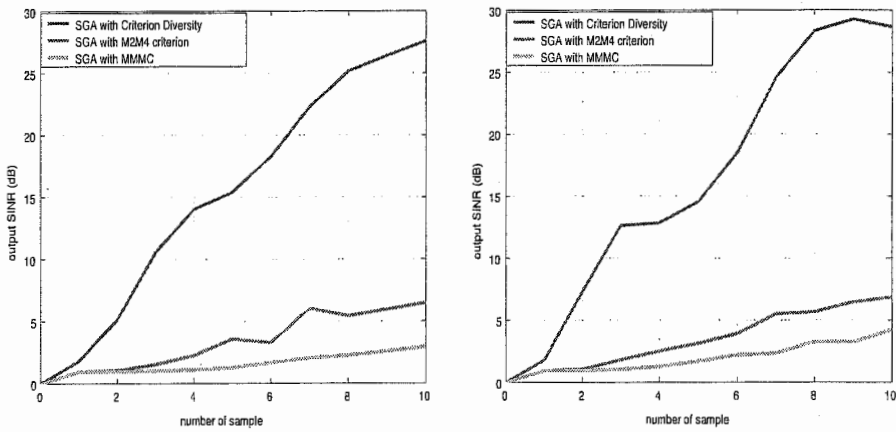 30
25
20
15
10
5
0
output SINR (dB)
SGA with Criterion Diversity
SGA with M2M4 criterion
SGA with MMMC
0 2 4 6 8 10
number of sample
30
25
20
15
10
5
0
output SINR (dB)
SGA with Criterion Diversity
SGA with M2M4 criterion
SGA with MMMC
0 2 4 6 8 10
number of sample